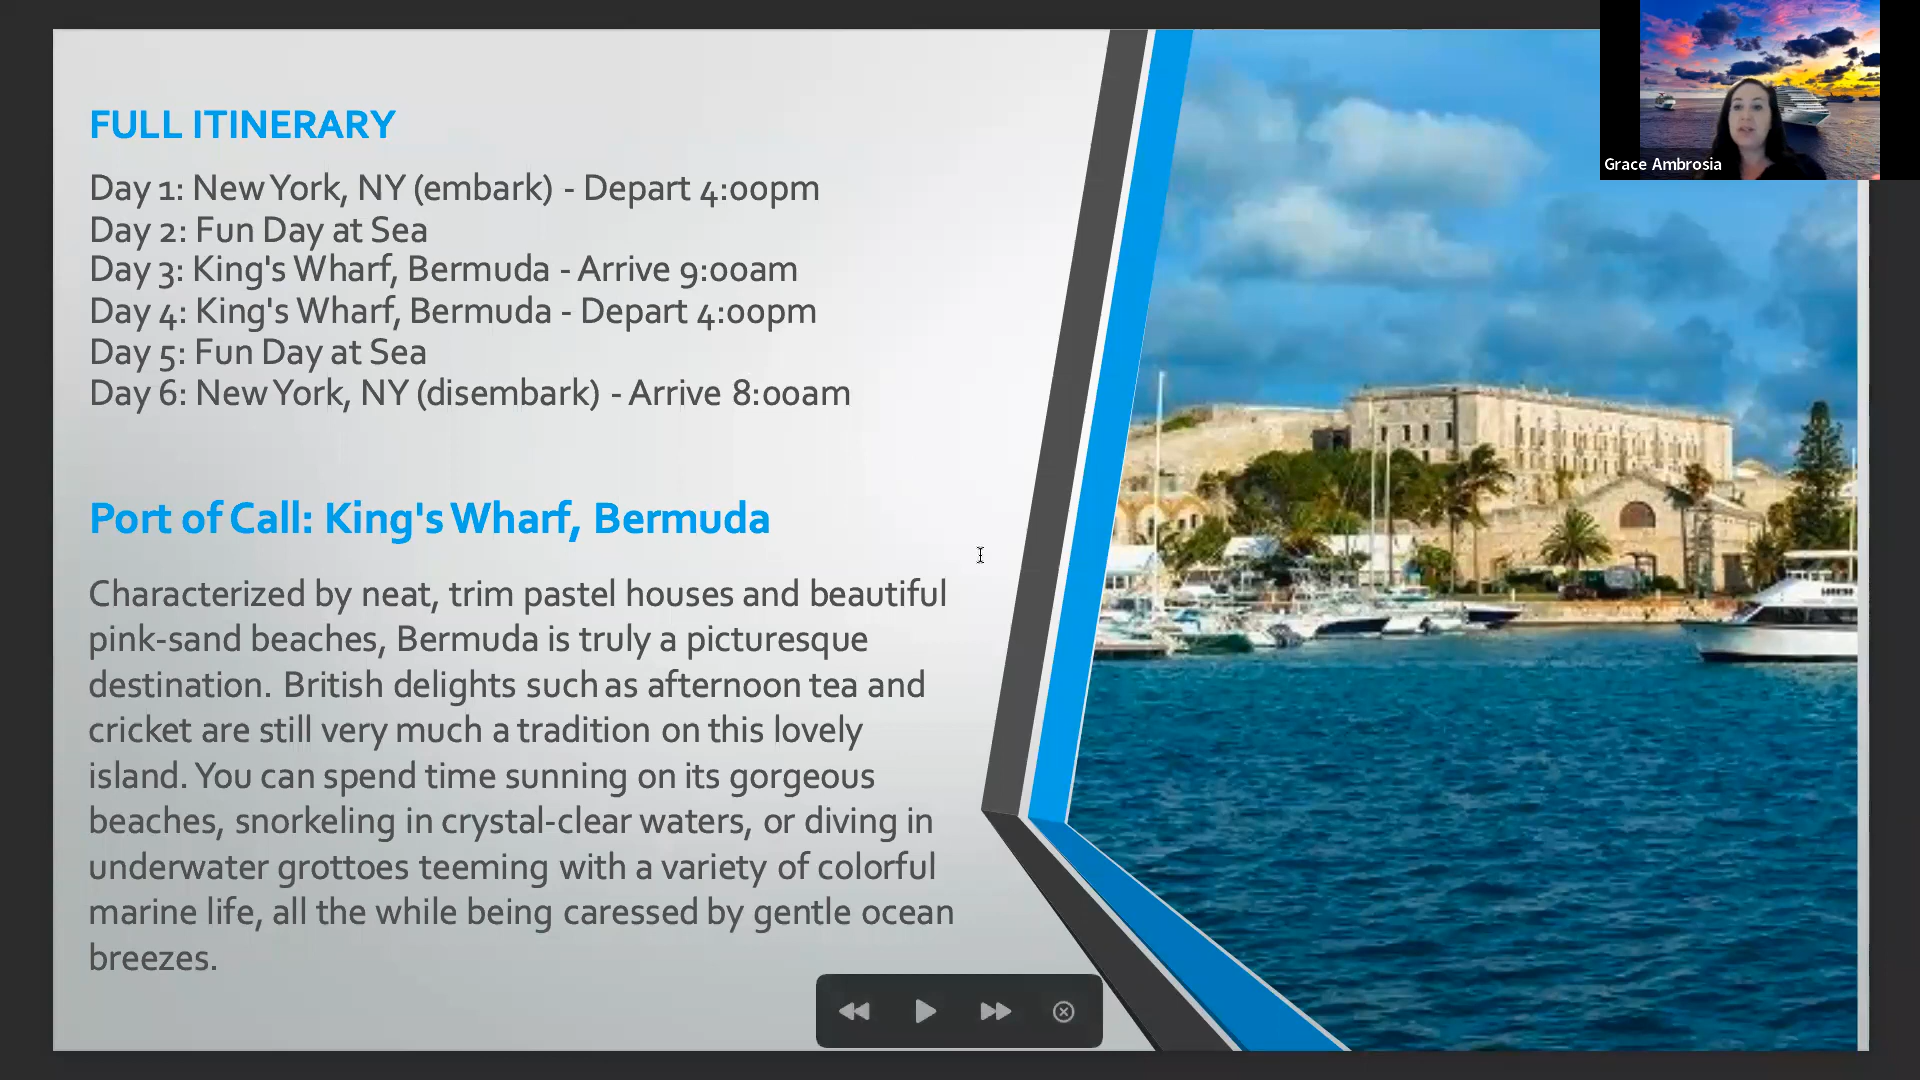 FULL ITINERARY
Day 1: New York, NY (embark) - Depart 4:00pm
Day 2: Fun Day at Sea
Day 3: King's Wharf, Bermuda - Arrive 9:00am
Day 4: King's Wharf, Bermuda - Depart 4:00pm
Day 5: Fun Day at Sea
Day 6: New York, NY (disembark) - Arrive 8:00am
Port of Call: King's Wharf, Bermuda
Characterized by neat, trim pastel houses and beautiful
pink-sand beaches, Bermuda is truly a picturesque
destination. British delights such as afternoon tea and
cricket are still very much a tradition on this lovely
island. You can spend time sunning on its gorgeous
beaches, snorkeling in crystal-clear waters, or diving in
underwater grottoes teeming with a variety of colorful
marine life, all the while being caressed by gentle ocean
breezes.
Grace Ambrosia